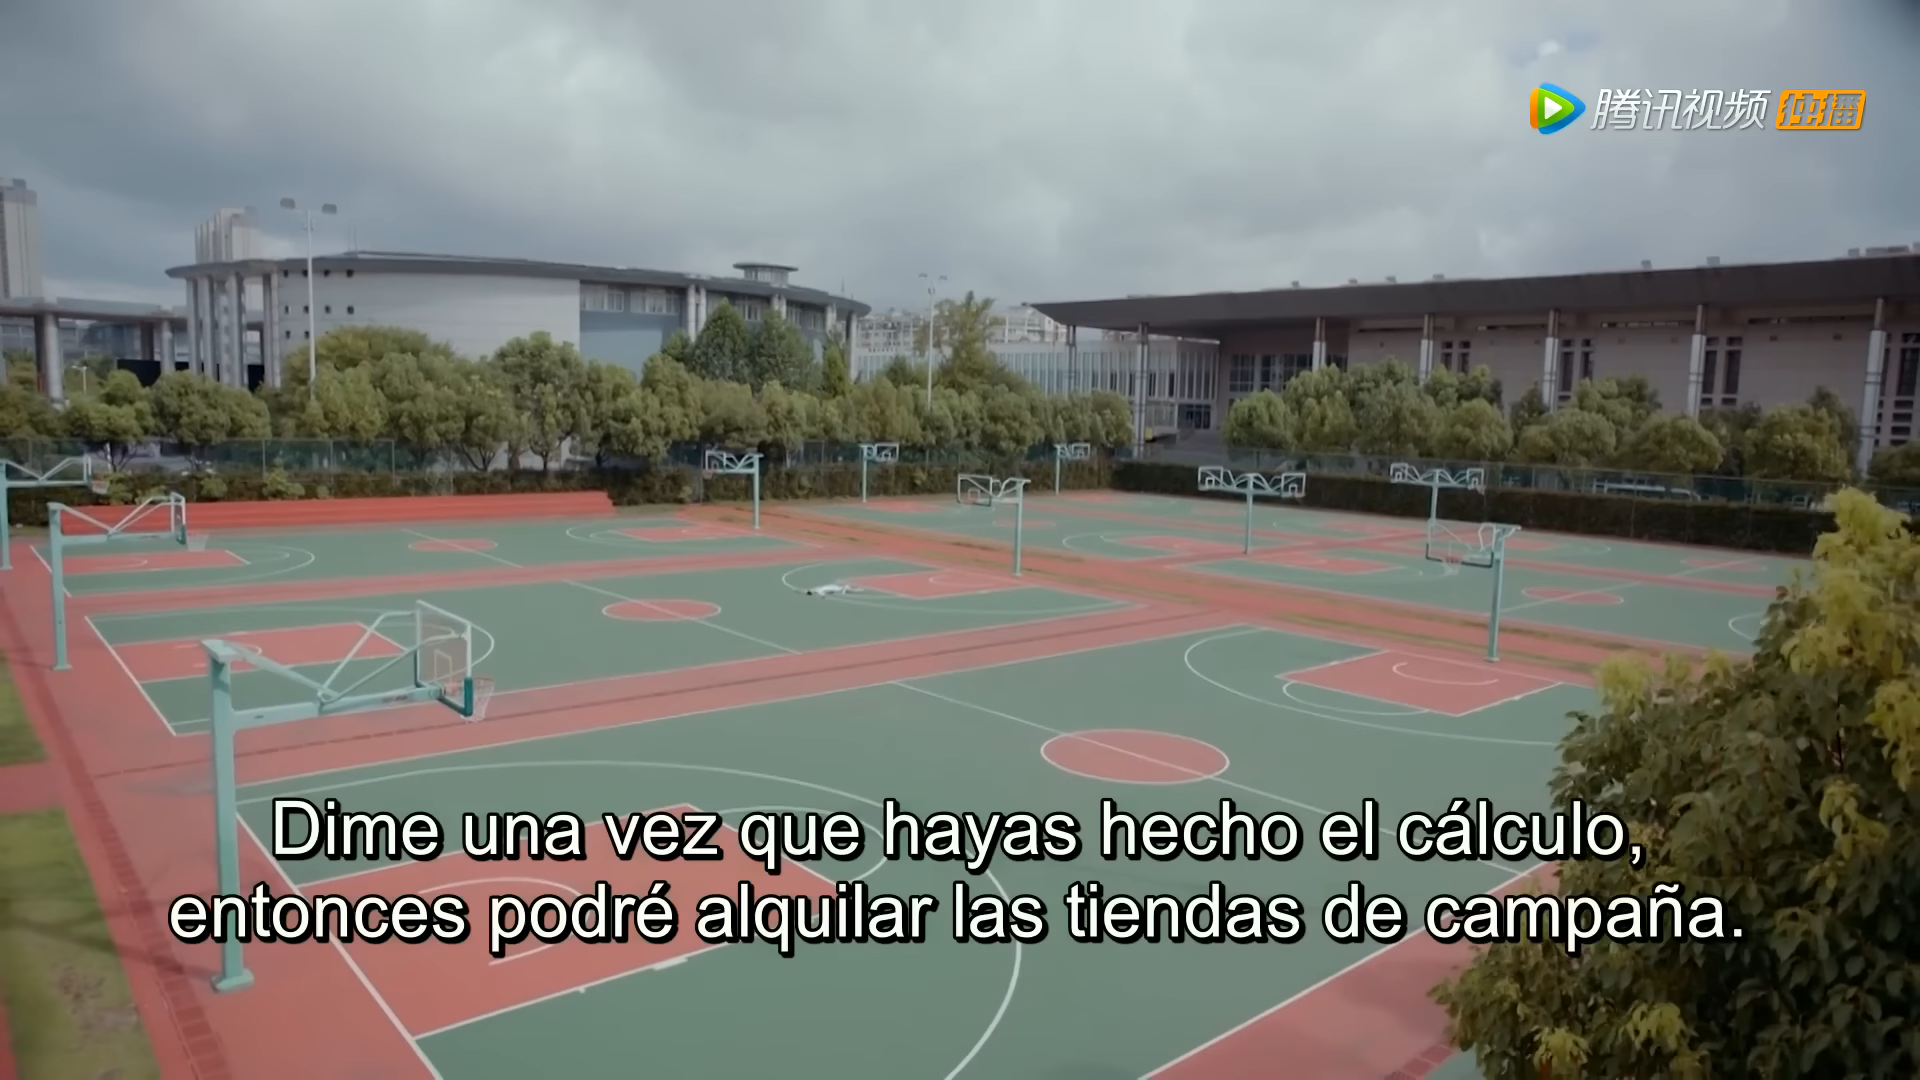 腾讯视频 独播
Dime una vez que hayas hecho el cálculo,
entonces podré alquilar las tiendas de campaña.